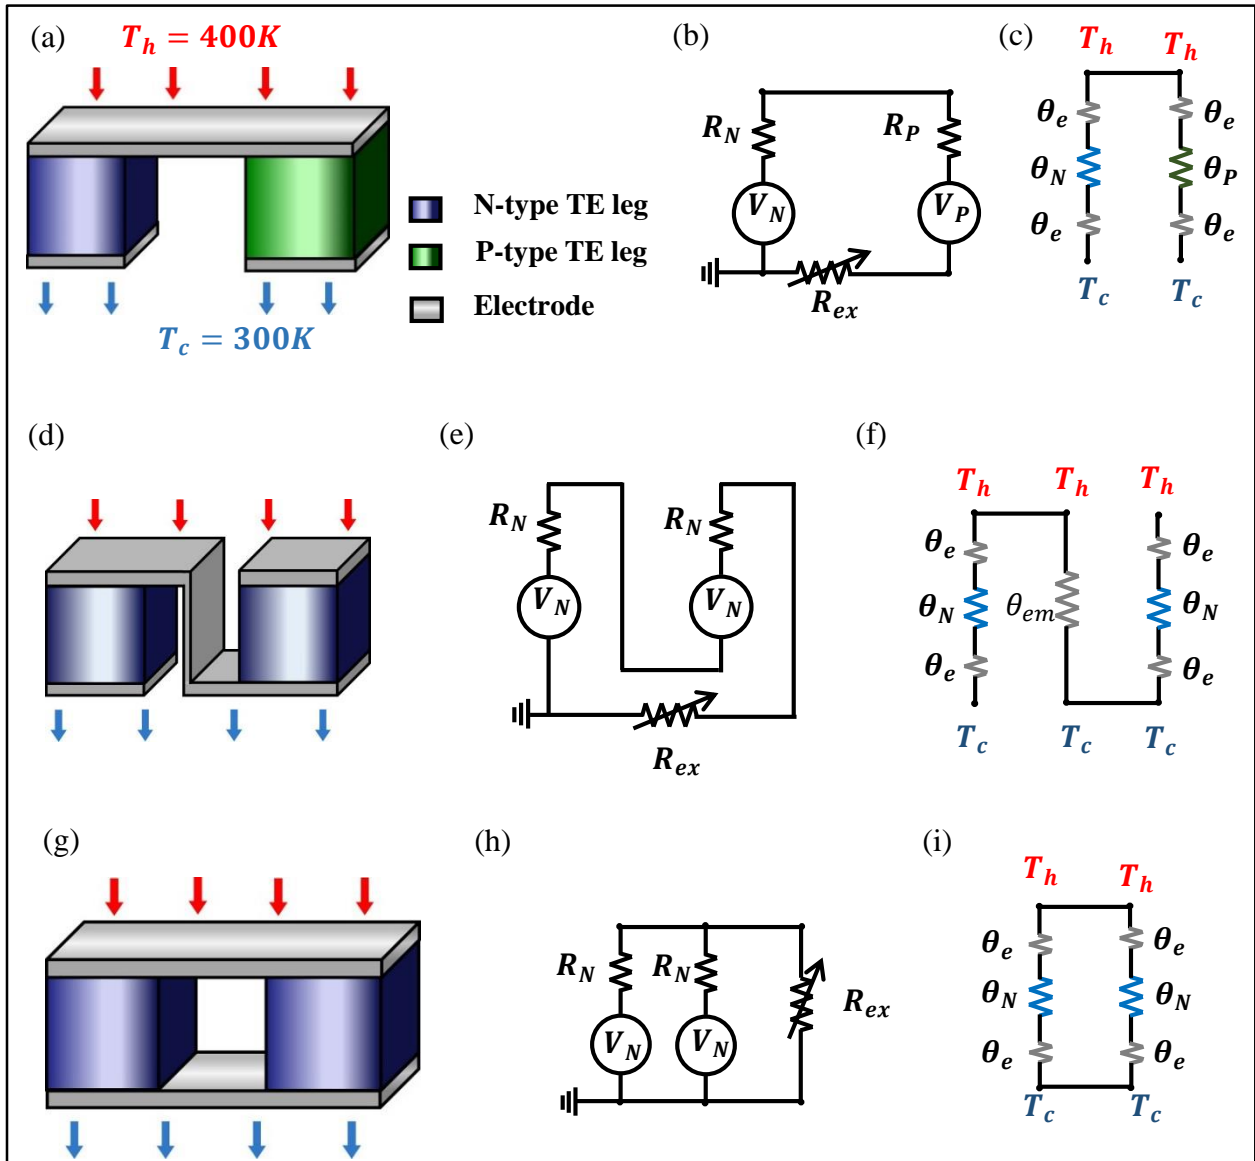 (a)
T_h = 400K
N-type TE leg
P-type TE leg
Electrode
T_c = 300K
(b)
R_N
R_P
V_N
V_P
R_ex
(c)
T_h T_h
θ_e θ_e
θ_N θ_P
θ_e θ_e
T_c T_c
(d)
(e)
R_N R_N
V_N V_N
R_ex
(f)
T_h T_h T_h
θ_e θ_e
θ_N θ_em θ_N
θ_e θ_e
T_c T_c T_c
(g)
(h)
R_N R_N
R_ex
V_N V_N
(i)
T_h T_h
θ_e θ_e
θ_N θ_N
θ_e θ_e
T_c T_c